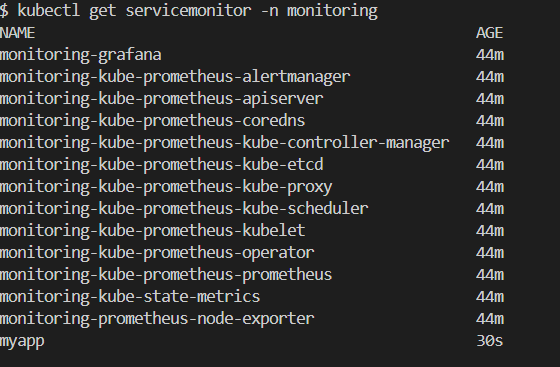 $ kubectl get servicemonitor -n monitoring
NAME AGE
monitoring-grafana 44m
monitoring-kube-prometheus-alertmanager 44m
monitoring-kube-prometheus-apiserver 44m
monitoring-kube-prometheus-coredns 44m
monitoring-kube-prometheus-kube-controller-manager 44m
monitoring-kube-prometheus-kube-etcd 44m
monitoring-kube-prometheus-kube-proxy 44m
monitoring-kube-prometheus-kube-scheduler 44m
monitoring-kube-prometheus-kubelet 44m
monitoring-kube-prometheus-operator 44m
monitoring-kube-prometheus-prometheus 44m
monitoring-kube-state-metrics 44m
monitoring-prometheus-node-exporter 44m
myapp 30s